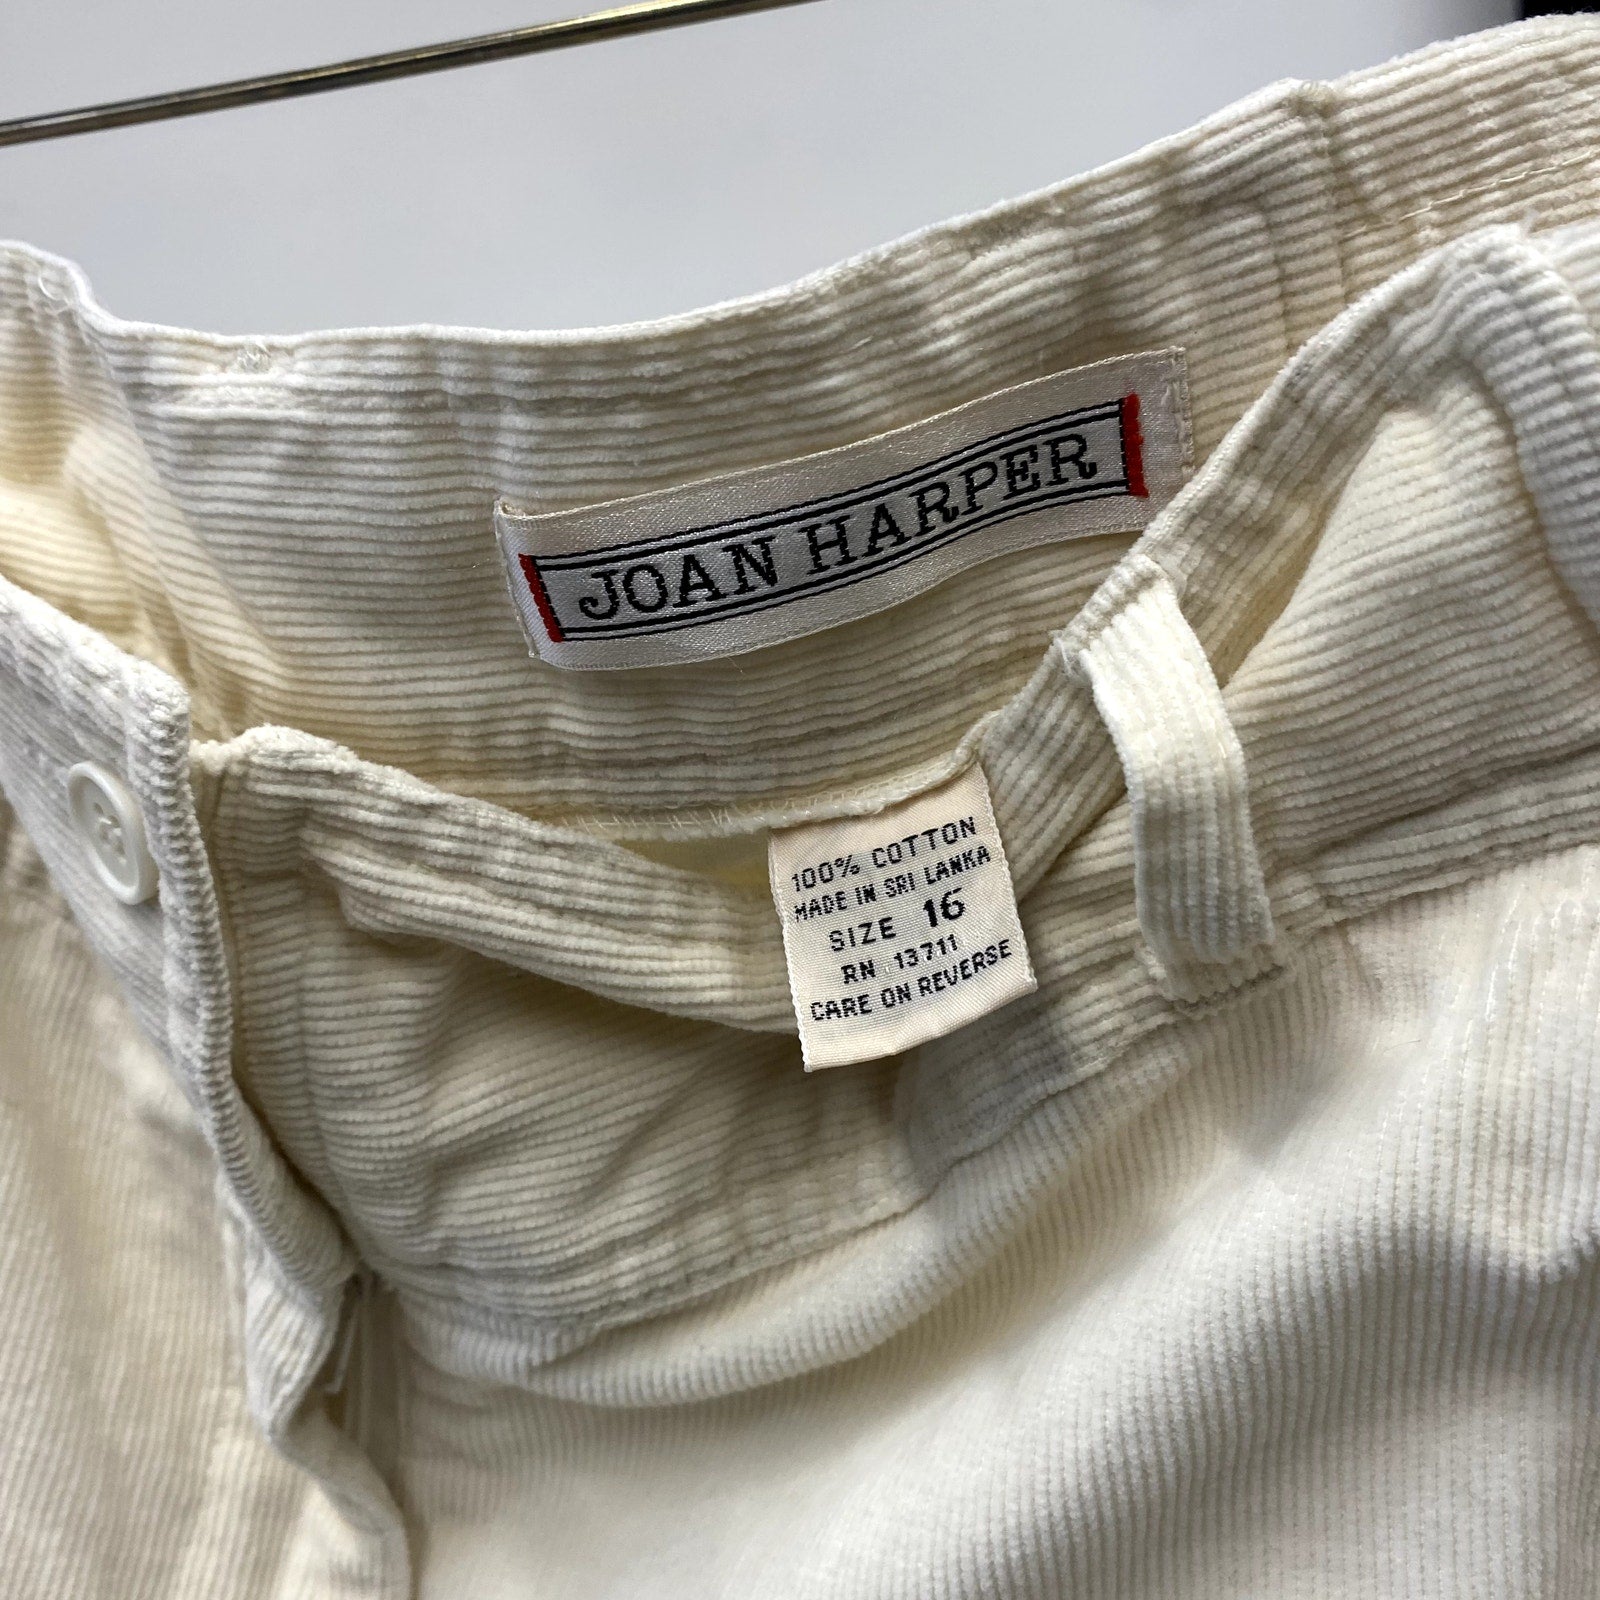 JOAN HARPER
100% COTTON
MADE IN SRI LANKA
SIZE 16
RN 13711
CARE ON REVERSE